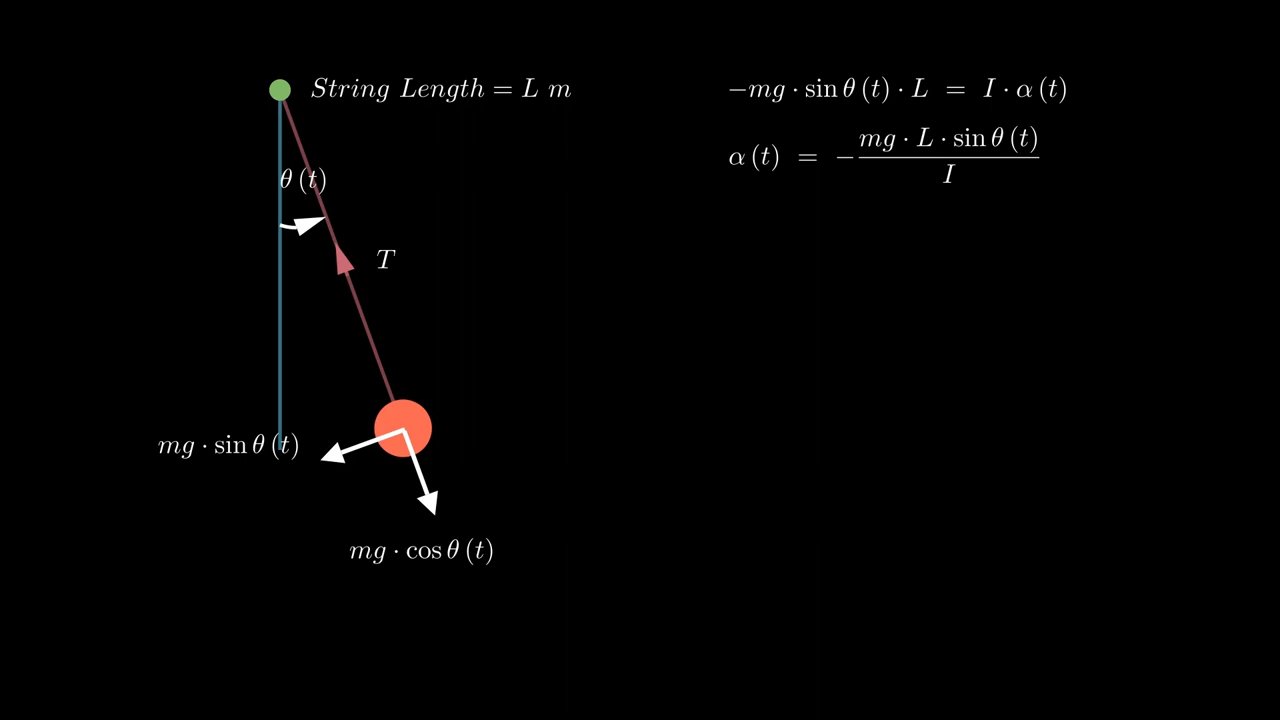 String Length = L m
θ (t)
T
mg · sin θ (t)
mg · cos θ (t)
−mg · sin θ (t) · L = I · α (t)
α (t) = − mg · L · sin θ (t) / I